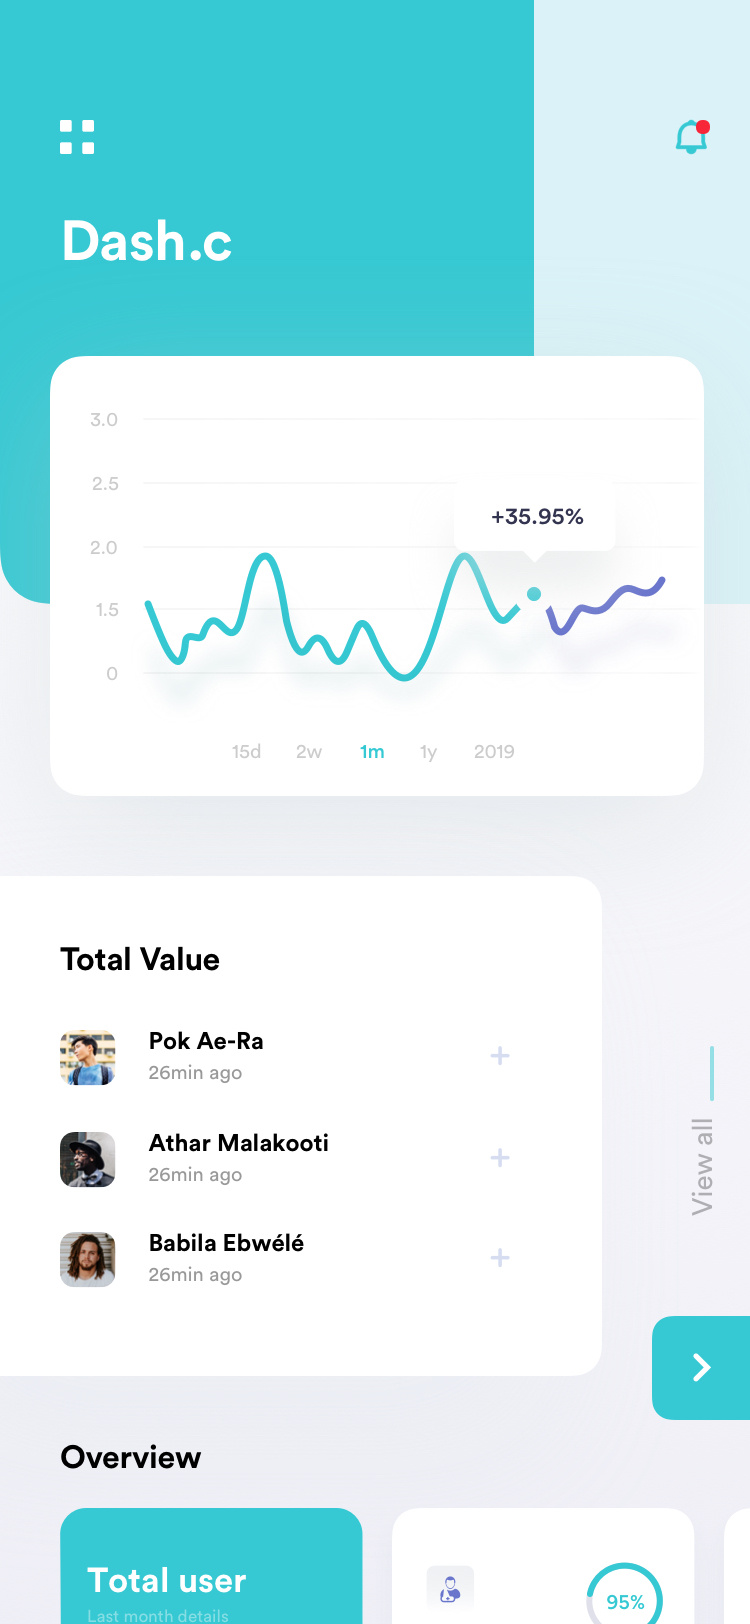 Dash.c
3.0
2.5
+35.95%
2.0
1.5
0
15d 2w 1m 1y 2019
Total Value
Pok Ae-Ra
26min ago
Athar Malakooti
26min ago
Babila Ebwélé
26min ago
View all
Overview
Total user
95%
Last month details